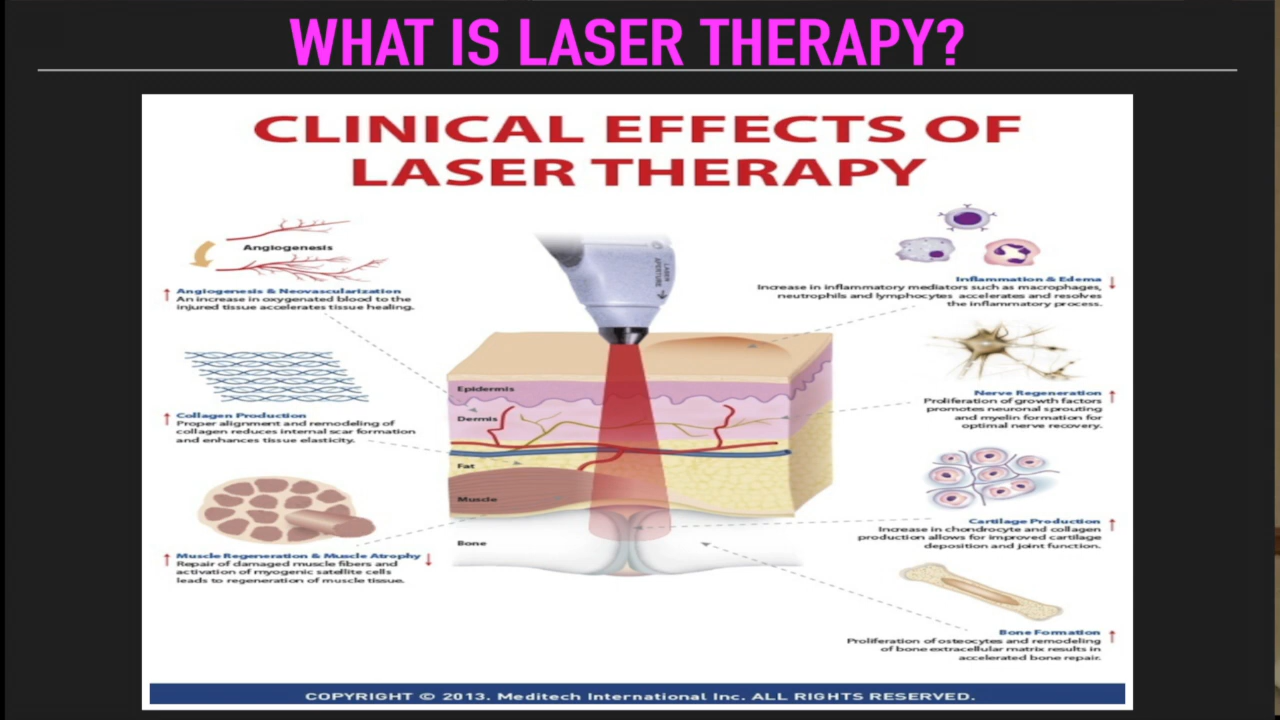 WHAT IS LASER THERAPY?
CLINICAL EFFECTS OF
LASER THERAPY
Angiogenesis
Angiogenesis & Neovascularization
An increase in oxygenated blood to the
injured tissue accelerates tissue healing.
Collagen Production
Proper alignment and remodeling of
collagen reduces internal scar formation
and enhances tissue elasticity.
Muscle Regeneration & Muscle Atrophy
Repair of damaged muscle fibers and
activation of myogenic satellite cells
leads to regeneration of muscle tissue.
LASER
APERTURE
Epidermis
Dermis
Fat
Muscle
Bone
Inflammation & Edema
Increase in inflammatory mediators such as macrophages,
neutrophils and lymphocytes accelerates and resolves
the inflammatory process.
Nerve Regeneration
Proliferation of growth factors
promotes neuronal sprouting
and myelin formation for
optimal nerve recovery.
Cartilage Production
Increase in chondrocyte and collagen
production allows for improved cartilage
deposition and joint function.
Bone Formation
Proliferation of osteocytes and remodeling
of bone extracellular matrix results in
accelerated bone repair.
COPYRIGHT © 2013. Meditech International Inc. ALL RIGHTS RESERVED.